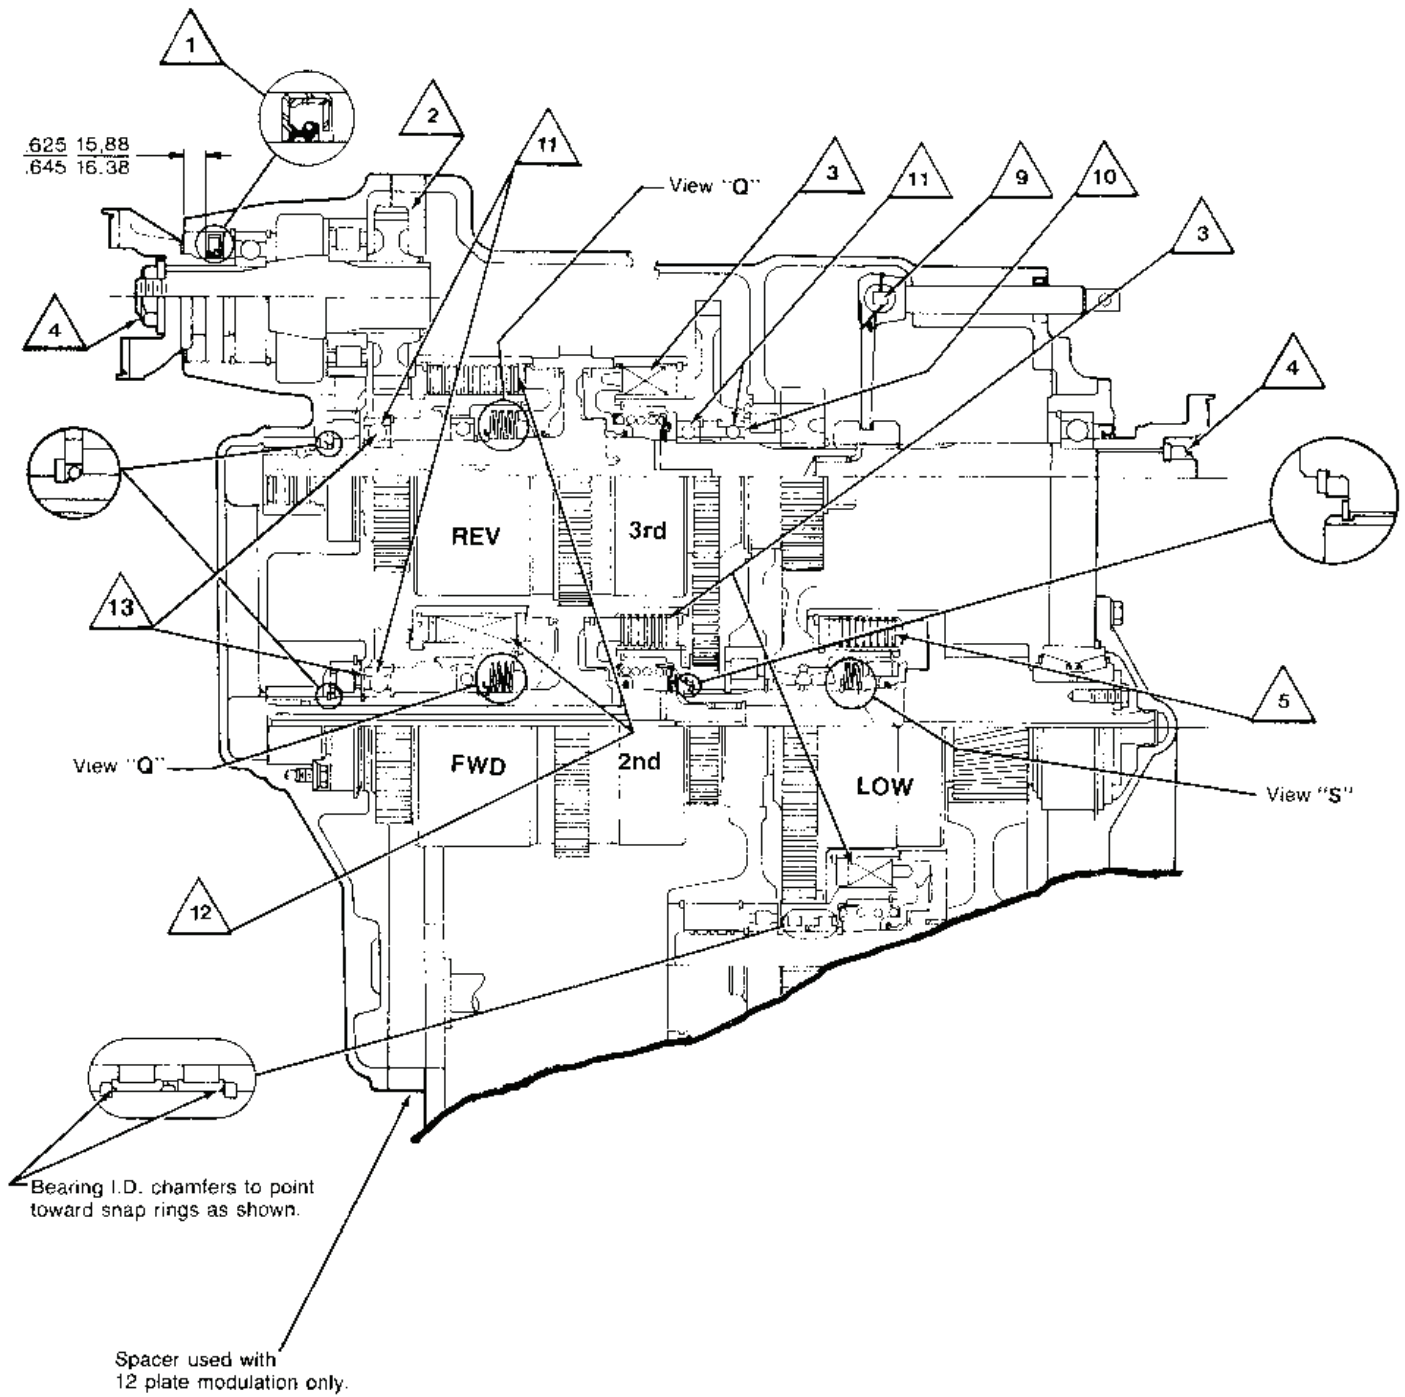 1
2
11
.625 15,88
.645 16.38
View "Q"
3
11
9
10
3
4
4
REV
3rd
13
5
View "Q"
FWD
2nd
LOW
View "S"
12
Bearing I.D. chamfers to point
toward snap rings as shown.
Spacer used with
12 plate modulation only.